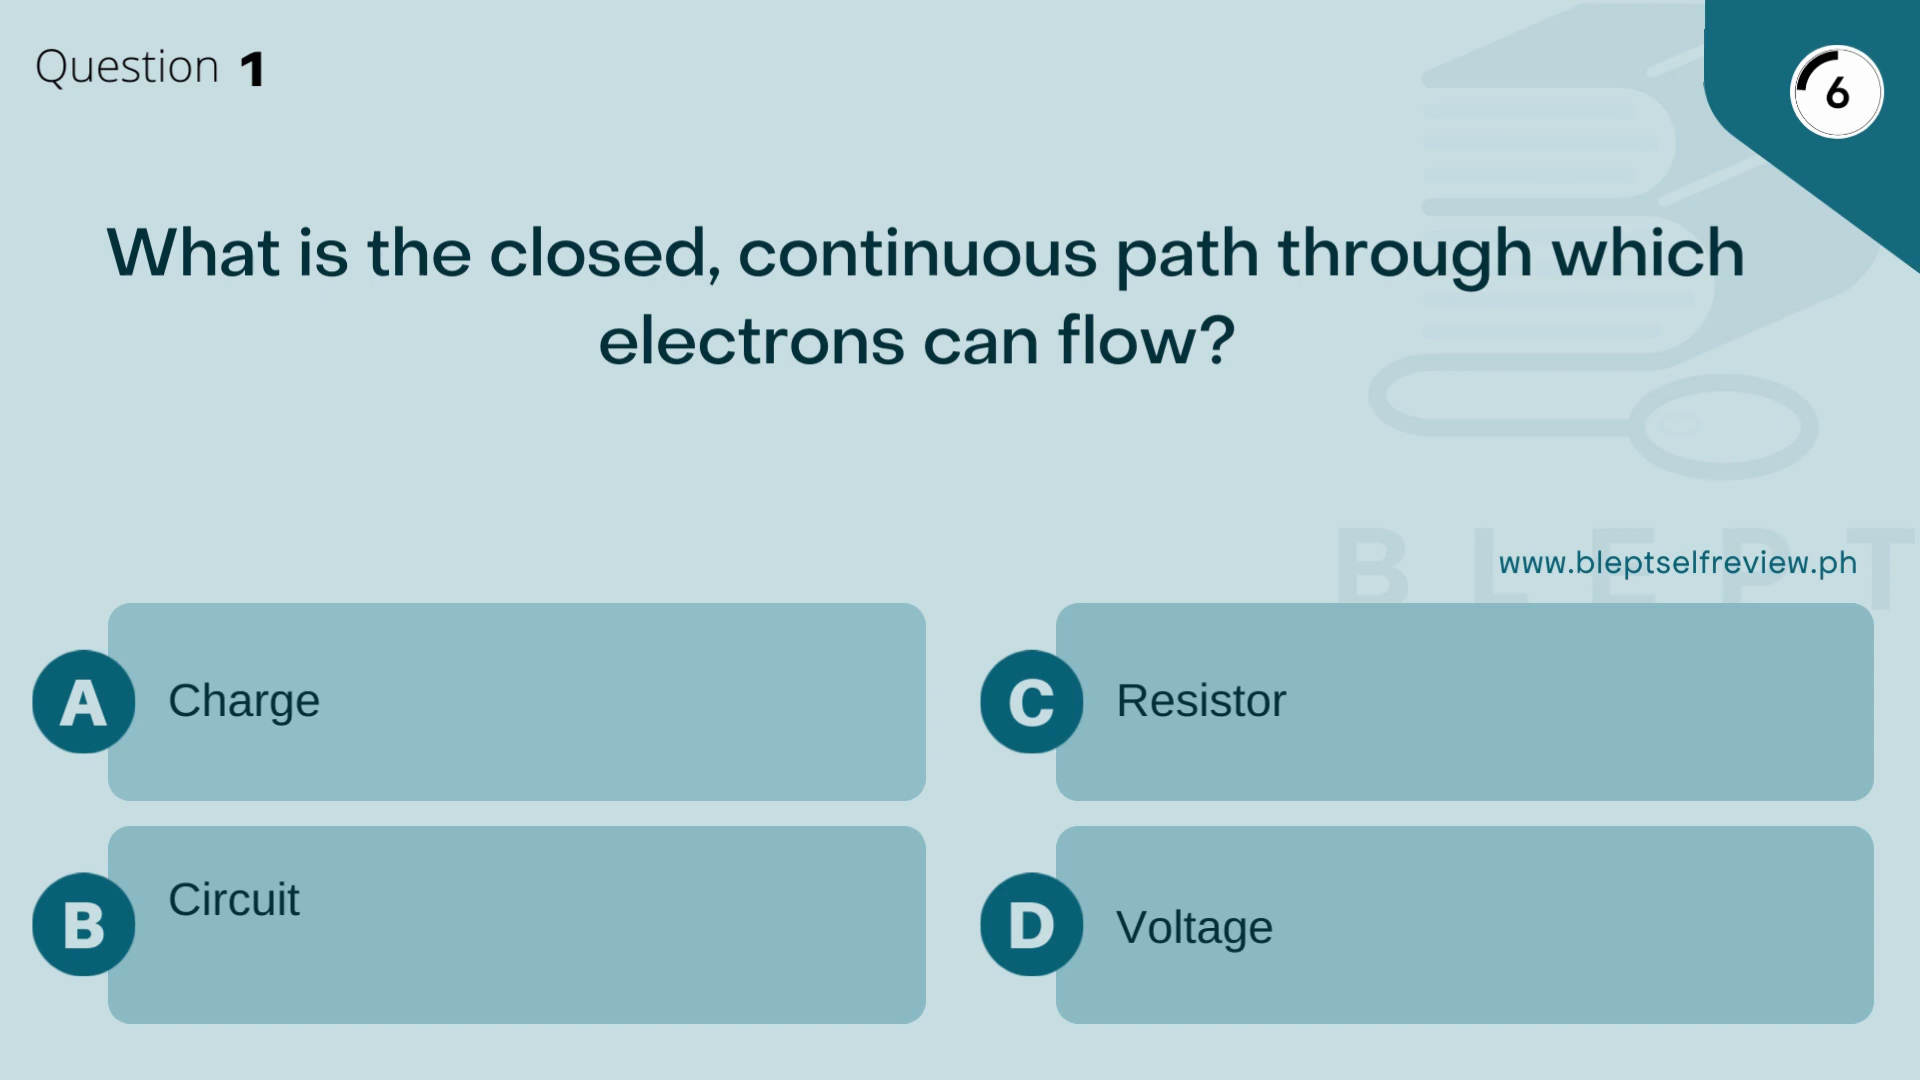 Question 1
6
What is the closed, continuous path through which
electrons can flow?
BLEPT
www.bleptselfreview.ph
A Charge
C Resistor
B Circuit
D Voltage